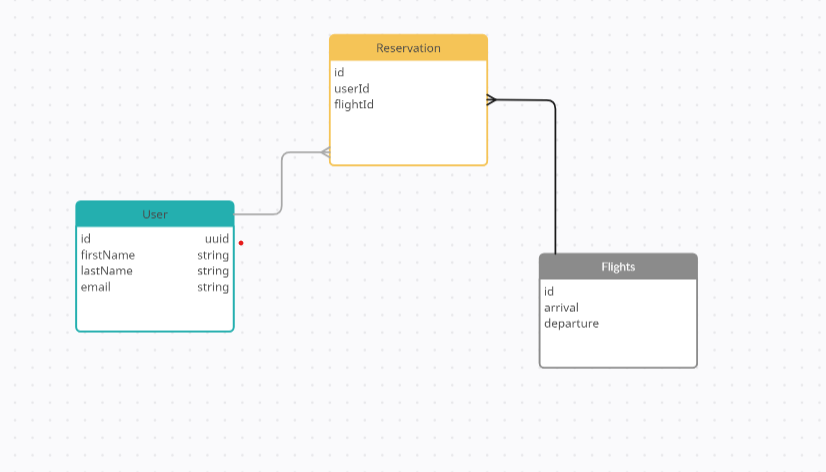 Reservation
id
userId
flightId
User
id uuid
firstName string
lastName string
email string
Flights
id
arrival
departure